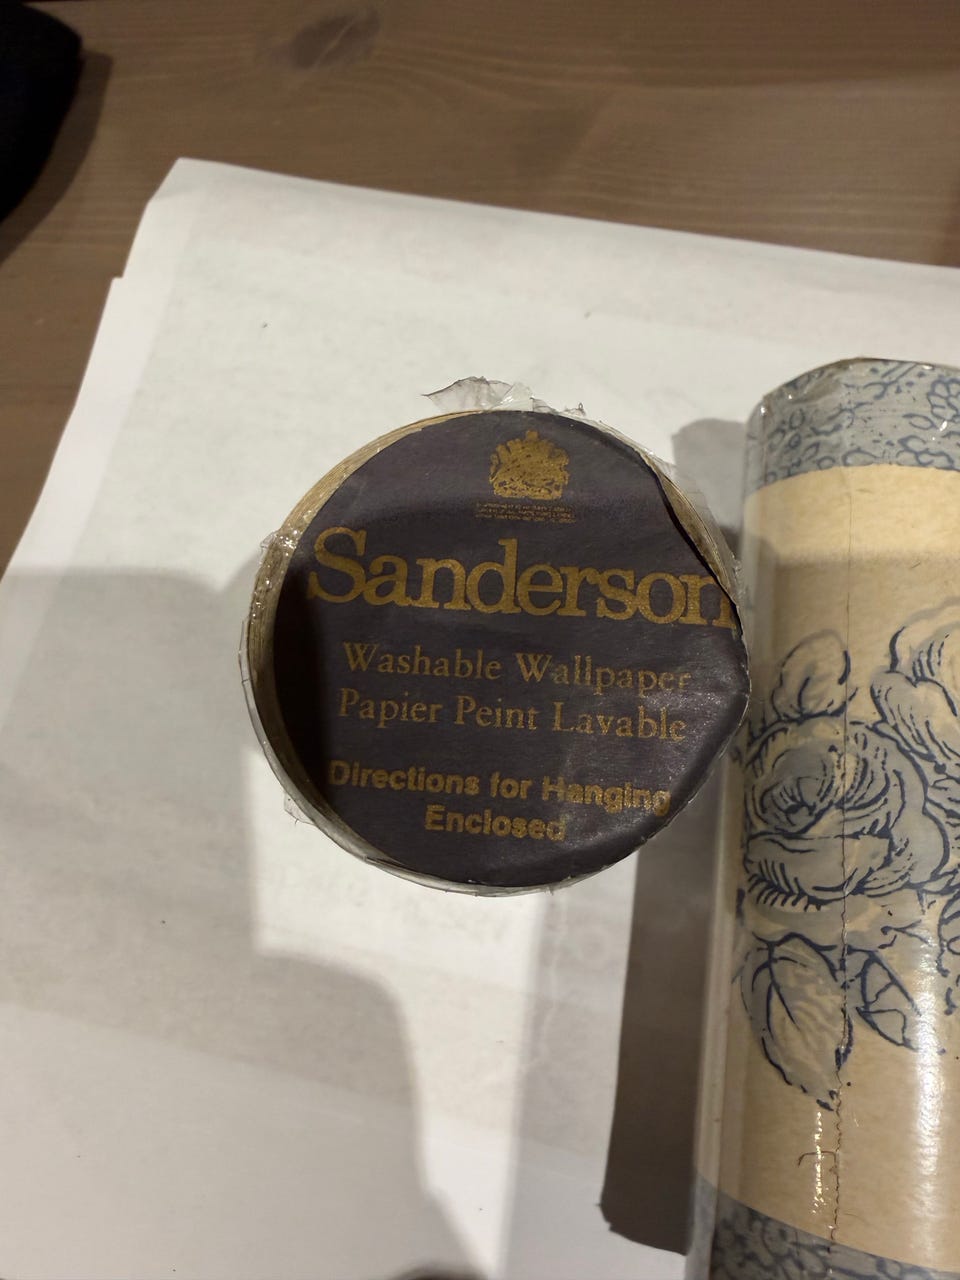 Sanderson
Washable Wallpaper
Papier Peint Lavable
Directions for Hanging
Enclosed